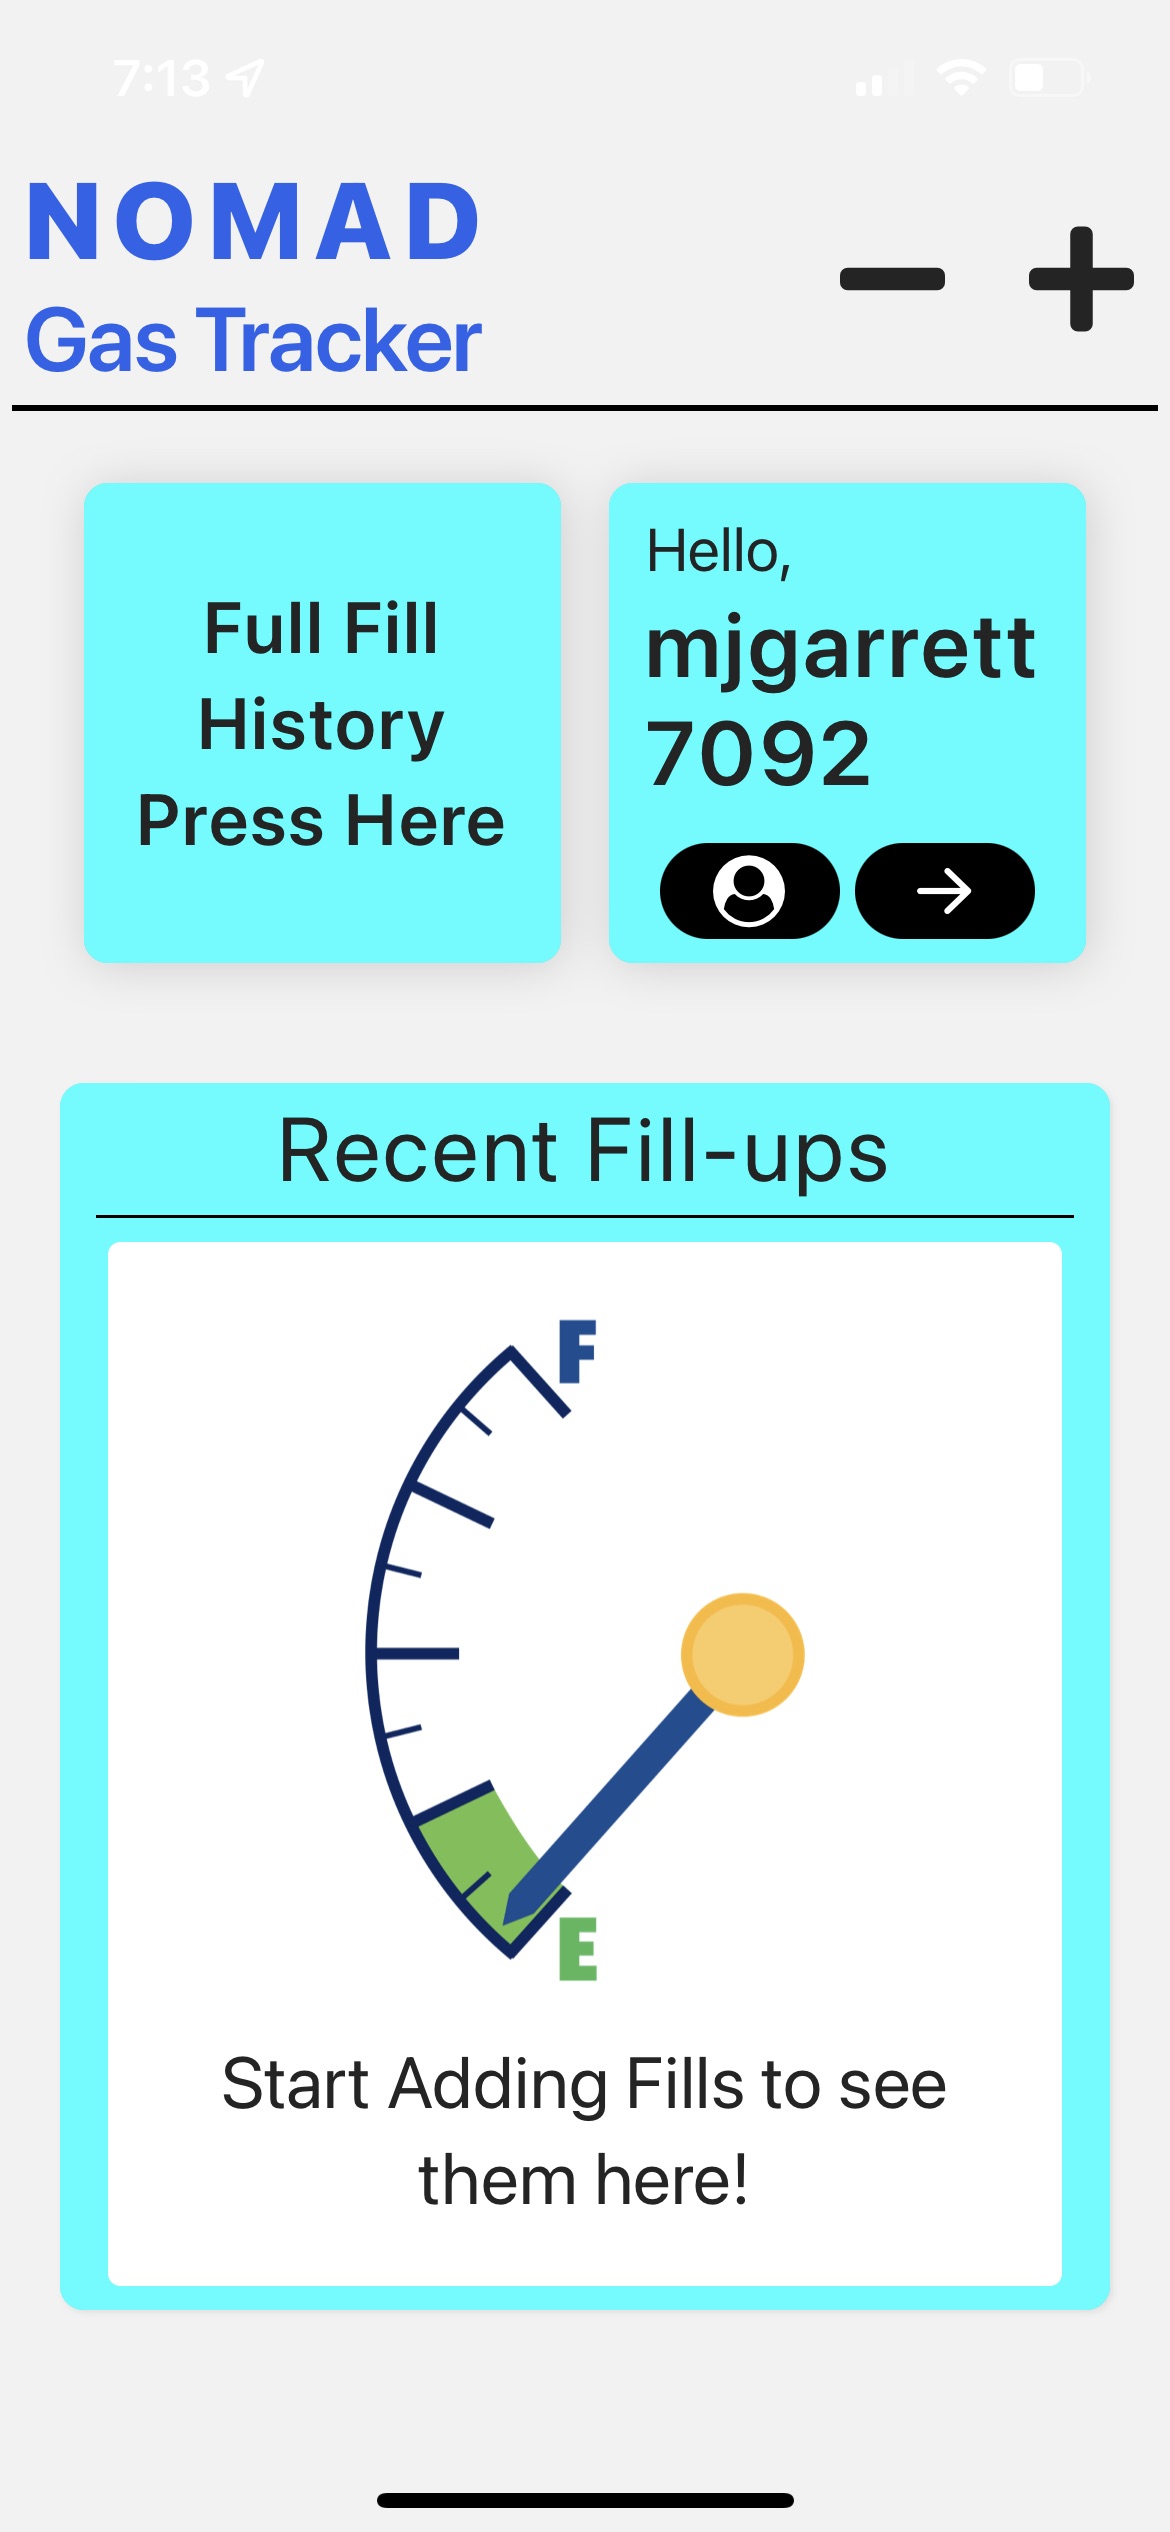 7:13
NOMAD
Gas Tracker
Full Fill
History
Press Here
Hello,
mjgarrett
7092
Recent Fill-ups
F
E
Start Adding Fills to see
them here!